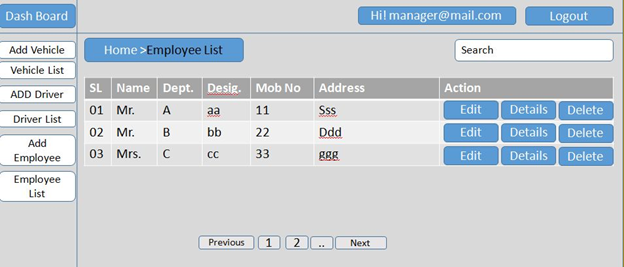 Dash Board
Hi! manager@mail.com
Logout
Add Vehicle
Vehicle List
ADD Driver
Driver List
Add
Employee
Employee
List
Home >Employee List
Search
SL Name Dept. Desig. Mob No Address Action
01 Mr. A aa 11 Sss Edit Details Delete
02 Mr. B bb 22 Ddd Edit Details Delete
03 Mrs. C cc 33 ggg Edit Details Delete
Previous 1 2 .. Next